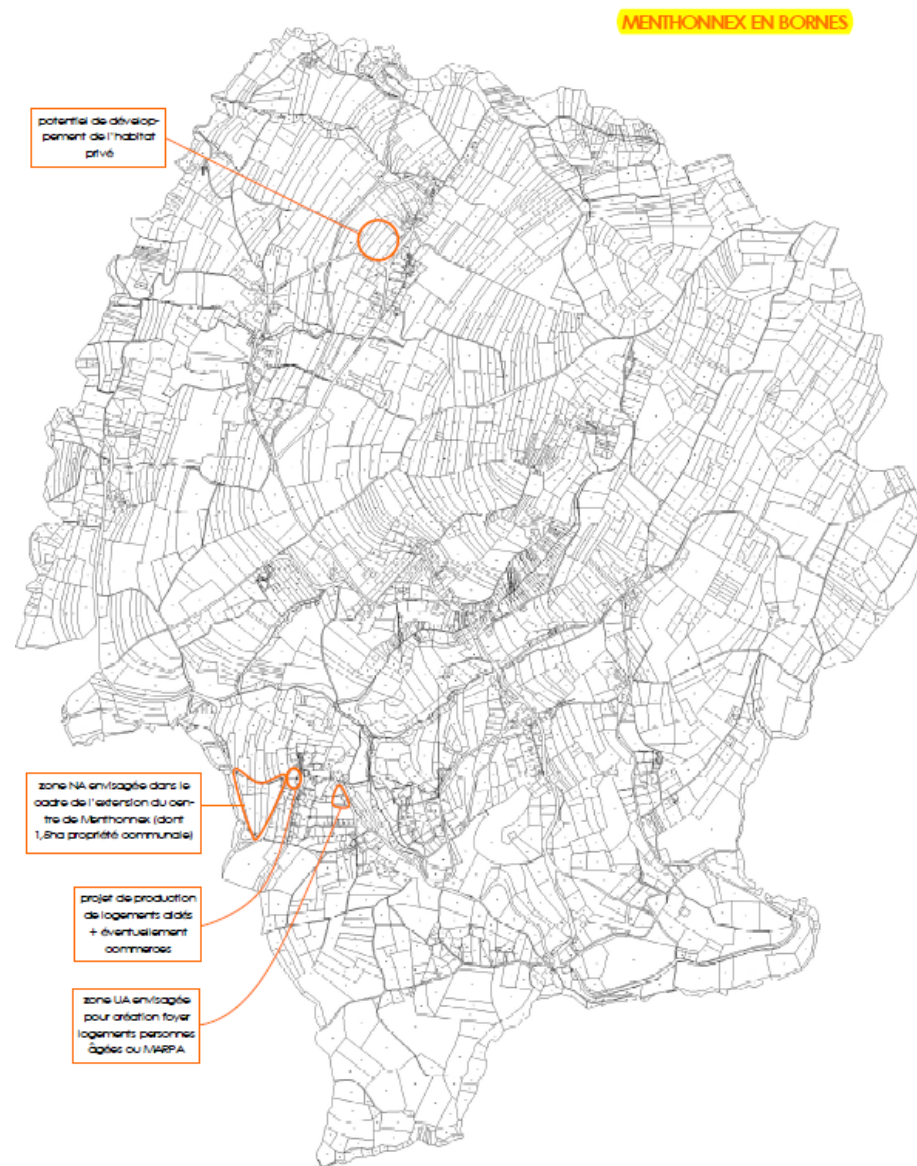 MENTHONNEX EN BORNES
potentiel de dévelop-
pement de l'habitat
privé
zone NA envisagée dans le
cadre de l'extension du cen-
tre de Menthonnex (dont
1,8ha propriété communale)
projet de production
de logements aidés
+ éventuellement
commerces
zone UA envisagée
pour création foyer
logements personnes
âgées ou MARPA